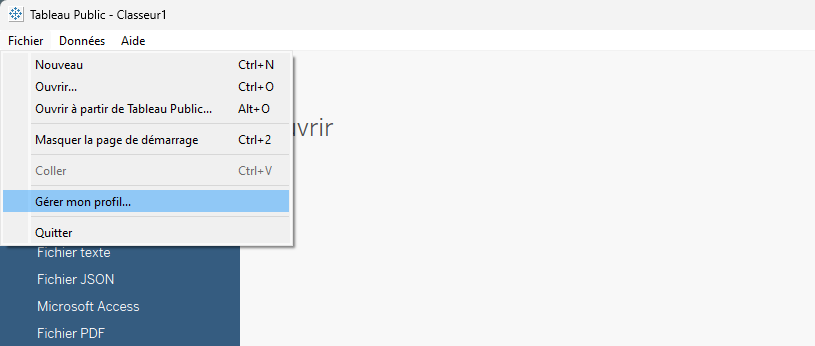 Tableau Public - Classeur1
Fichier Données Aide
Nouveau Ctrl+N
Ouvrir... Ctrl+O
Ouvrir à partir de Tableau Public... Alt+O
Masquer la page de démarrage Ctrl+2
Coller Ctrl+V
Gérer mon profil...
Quitter
uvrir
Fichier texte
Fichier JSON
Microsoft Access
Fichier PDF